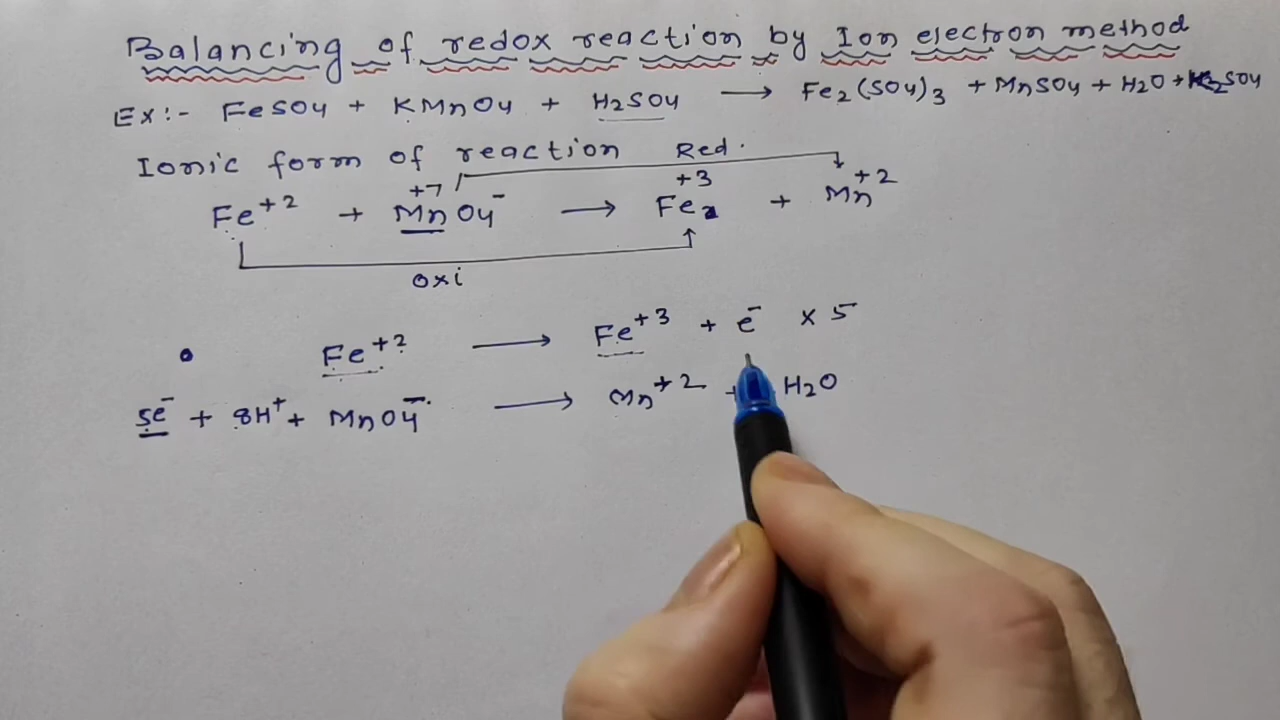 Balancing of redox reaction by Ion electron method
Ex:- FeSO4 + KMnO4 + H2SO4 → Fe2(SO4)3 + MnSO4 + H2O + K2SO4
Ionic form of reaction Red.
Fe+2 + +7 MnO4- → +3 Fe2 + Mn+2
oxi
Fe+2 → Fe+3 + e- × 5
5e- + 8H+ + MnO4- → Mn+2 + H2O